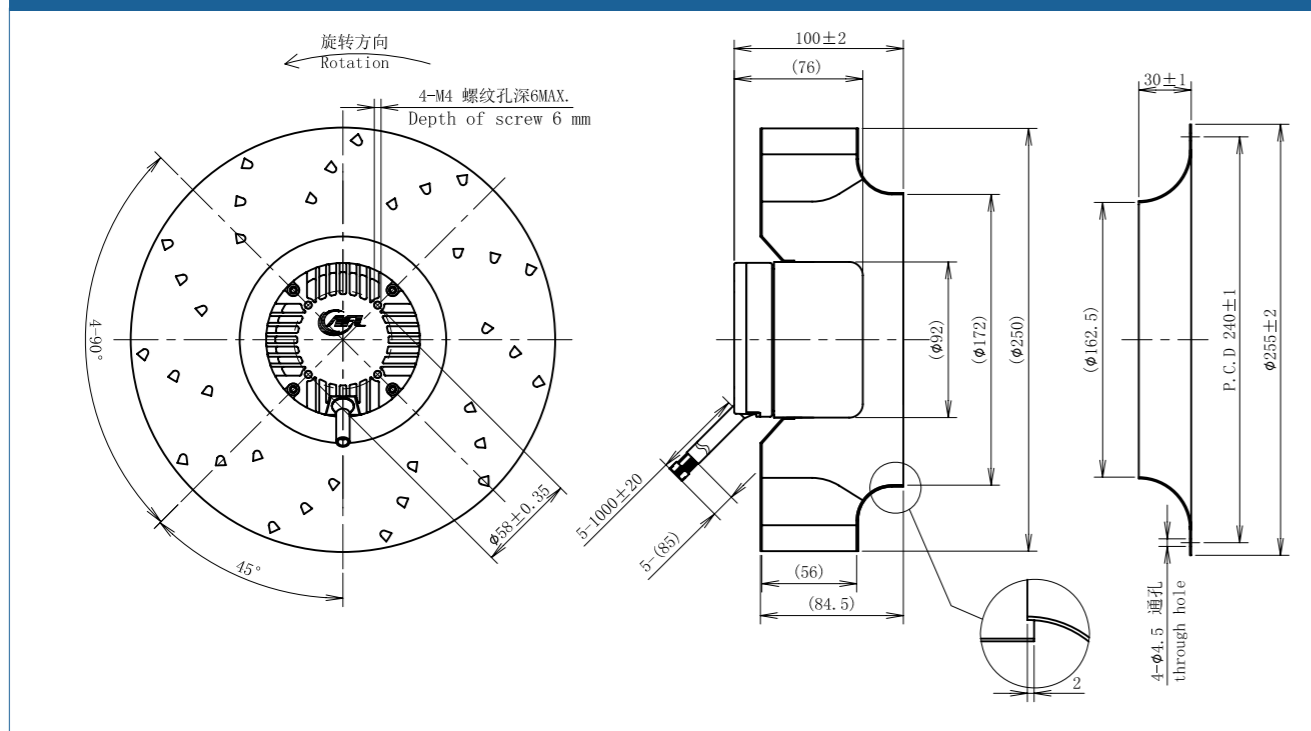 旋转方向
Rotation
4-M4 螺纹孔深6MAX.
Depth of screw 6 mm
4-90°
45°
ϕ58±0.35
100±2
(76)
(ϕ92)
(ϕ172)
(ϕ250)
5-1000±20
5-(85)
(56)
(84.5)
2
30±1
(ϕ162.5)
P.C.D 240±1
ϕ255±2
4-ϕ4.5 通孔
through hole